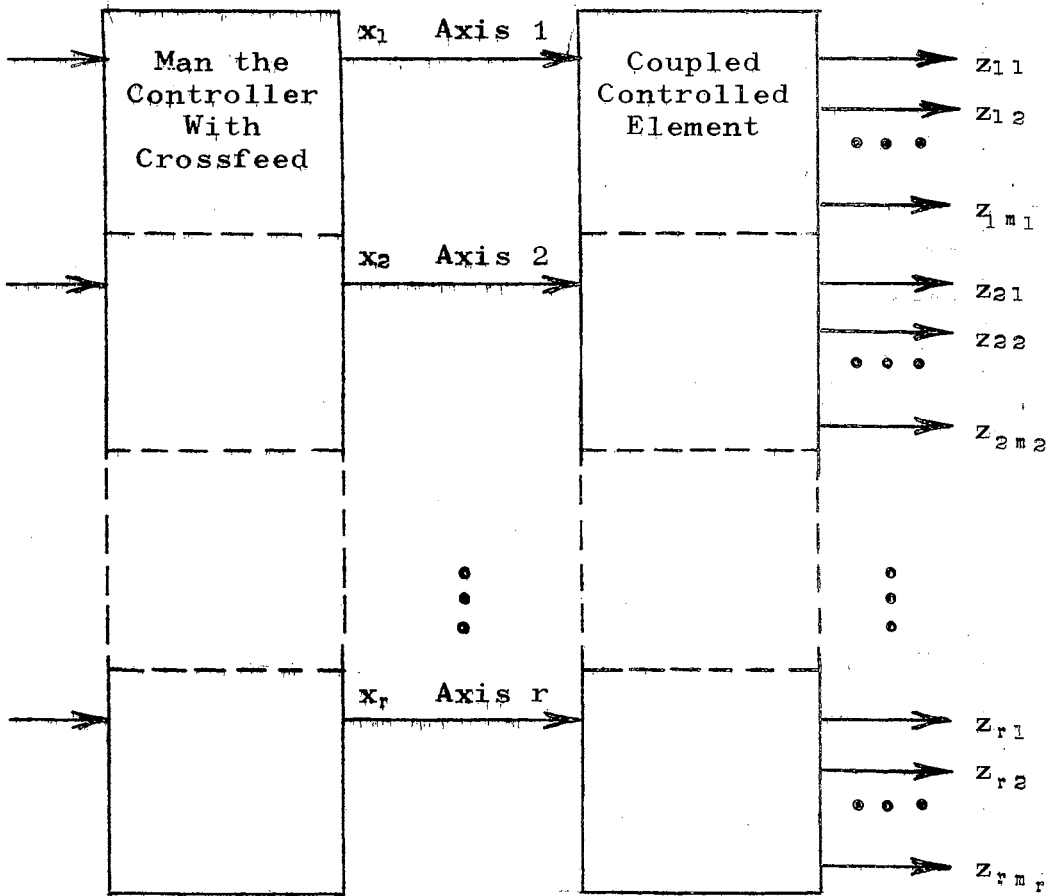 Man the
Controller
With
Crossfeed
x₁ Axis 1
Coupled
Controlled
Element
z₁₁
z₁₂
z₁ₘ₁
x₂ Axis 2
z₂₁
z₂₂
z₂ₘ₂
xᵣ Axis r
zᵣ₁
zᵣ₂
zᵣₘᵣ